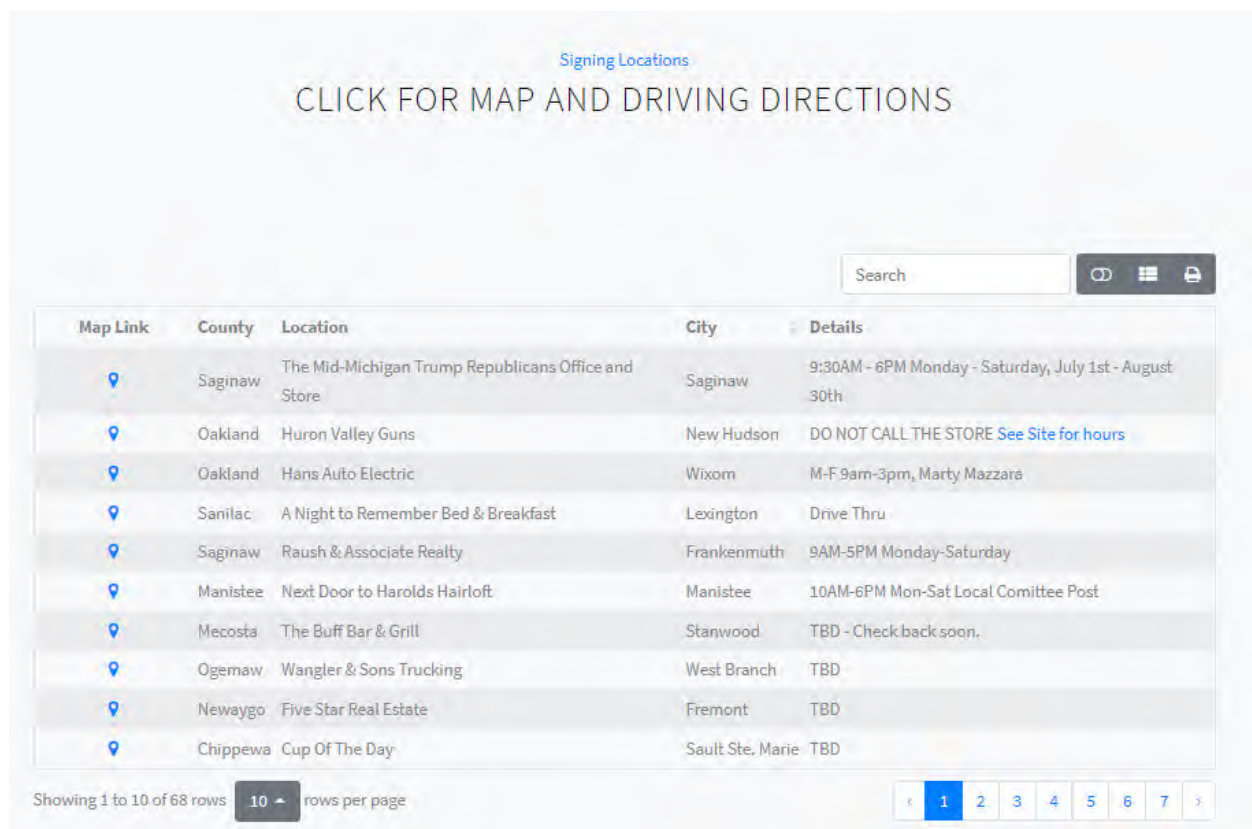 Signing Locations
CLICK FOR MAP AND DRIVING DIRECTIONS
Search
Map Link County Location City Details
Saginaw The Mid-Michigan Trump Republicans Office and Store Saginaw 9:30AM - 6PM Monday - Saturday, July 1st - August 30th
Oakland Huron Valley Guns New Hudson DO NOT CALL THE STORE See Site for hours
Oakland Hans Auto Electric Wixom M-F 9am-3pm, Marty Mazzara
Sanilac A Night to Remember Bed & Breakfast Lexington Drive Thru
Saginaw Raush & Associate Realty Frankenmuth 9AM-5PM Monday-Saturday
Manistee Next Door to Harolds Hairloft Manistee 10AM-6PM Mon-Sat Local Comittee Post
Mecosta The Buff Bar & Grill Stanwood TBD - Check back soon.
Ogemaw Wangler & Sons Trucking West Branch TBD
Newaygo Five Star Real Estate Fremont TBD
Chippewa Cup Of The Day Sault Ste. Marie TBD
Showing 1 to 10 of 68 rows 10 rows per page ‹ 1 2 3 4 5 6 7 ›